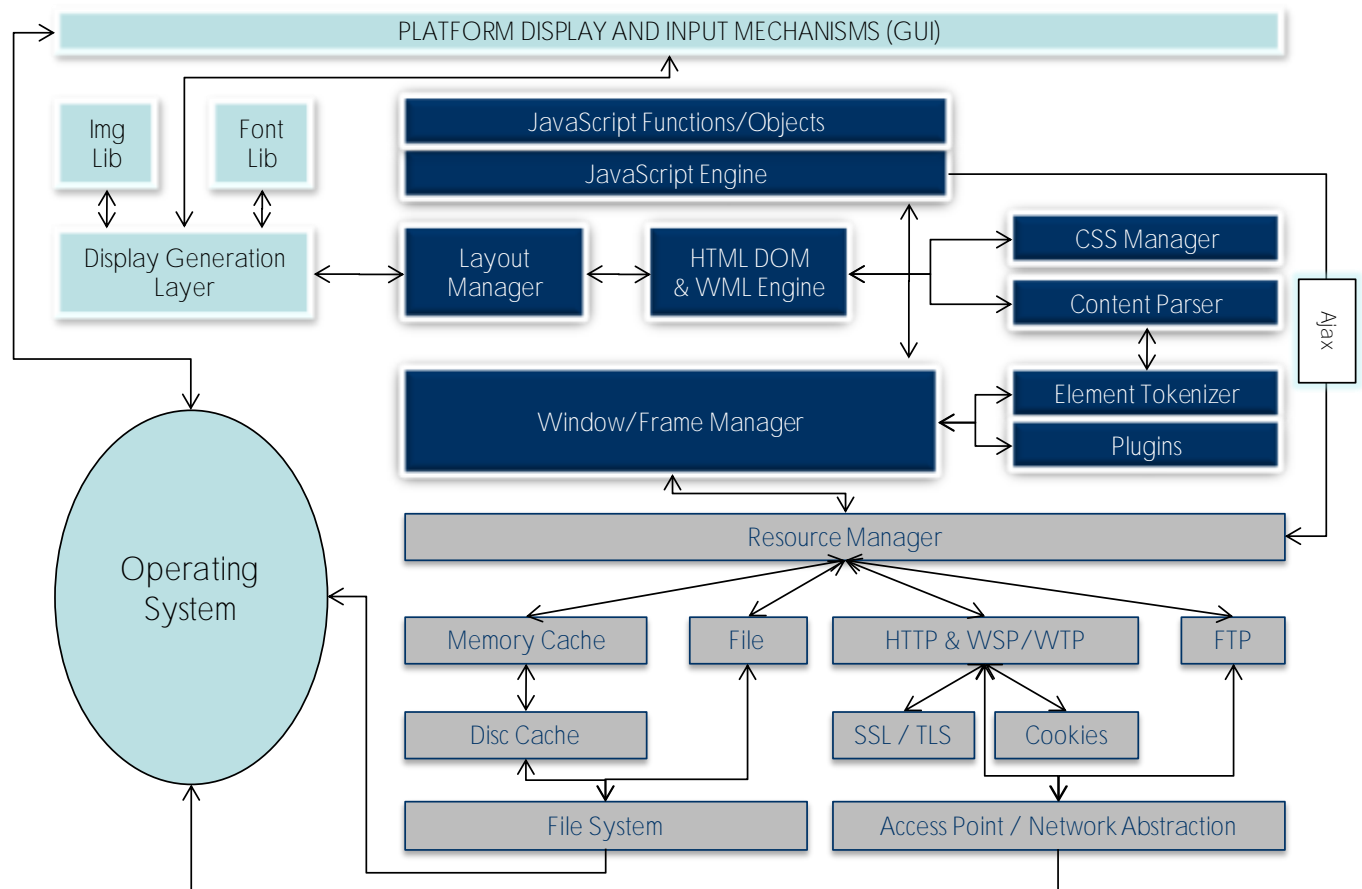 PLATFORM DISPLAY AND INPUT MECHANISMS (GUI)
Img
Lib
Font
Lib
JavaScript Functions/Objects
JavaScript Engine
Display Generation
Layer
Layout
Manager
HTML DOM
& WML Engine
CSS Manager
Content Parser
Ajax
Element Tokenizer
Plugins
Window/Frame Manager
Resource Manager
Operating
System
Memory Cache
File
HTTP & WSP/WTP
FTP
Disc Cache
SSL / TLS
Cookies
File System
Access Point / Network Abstraction